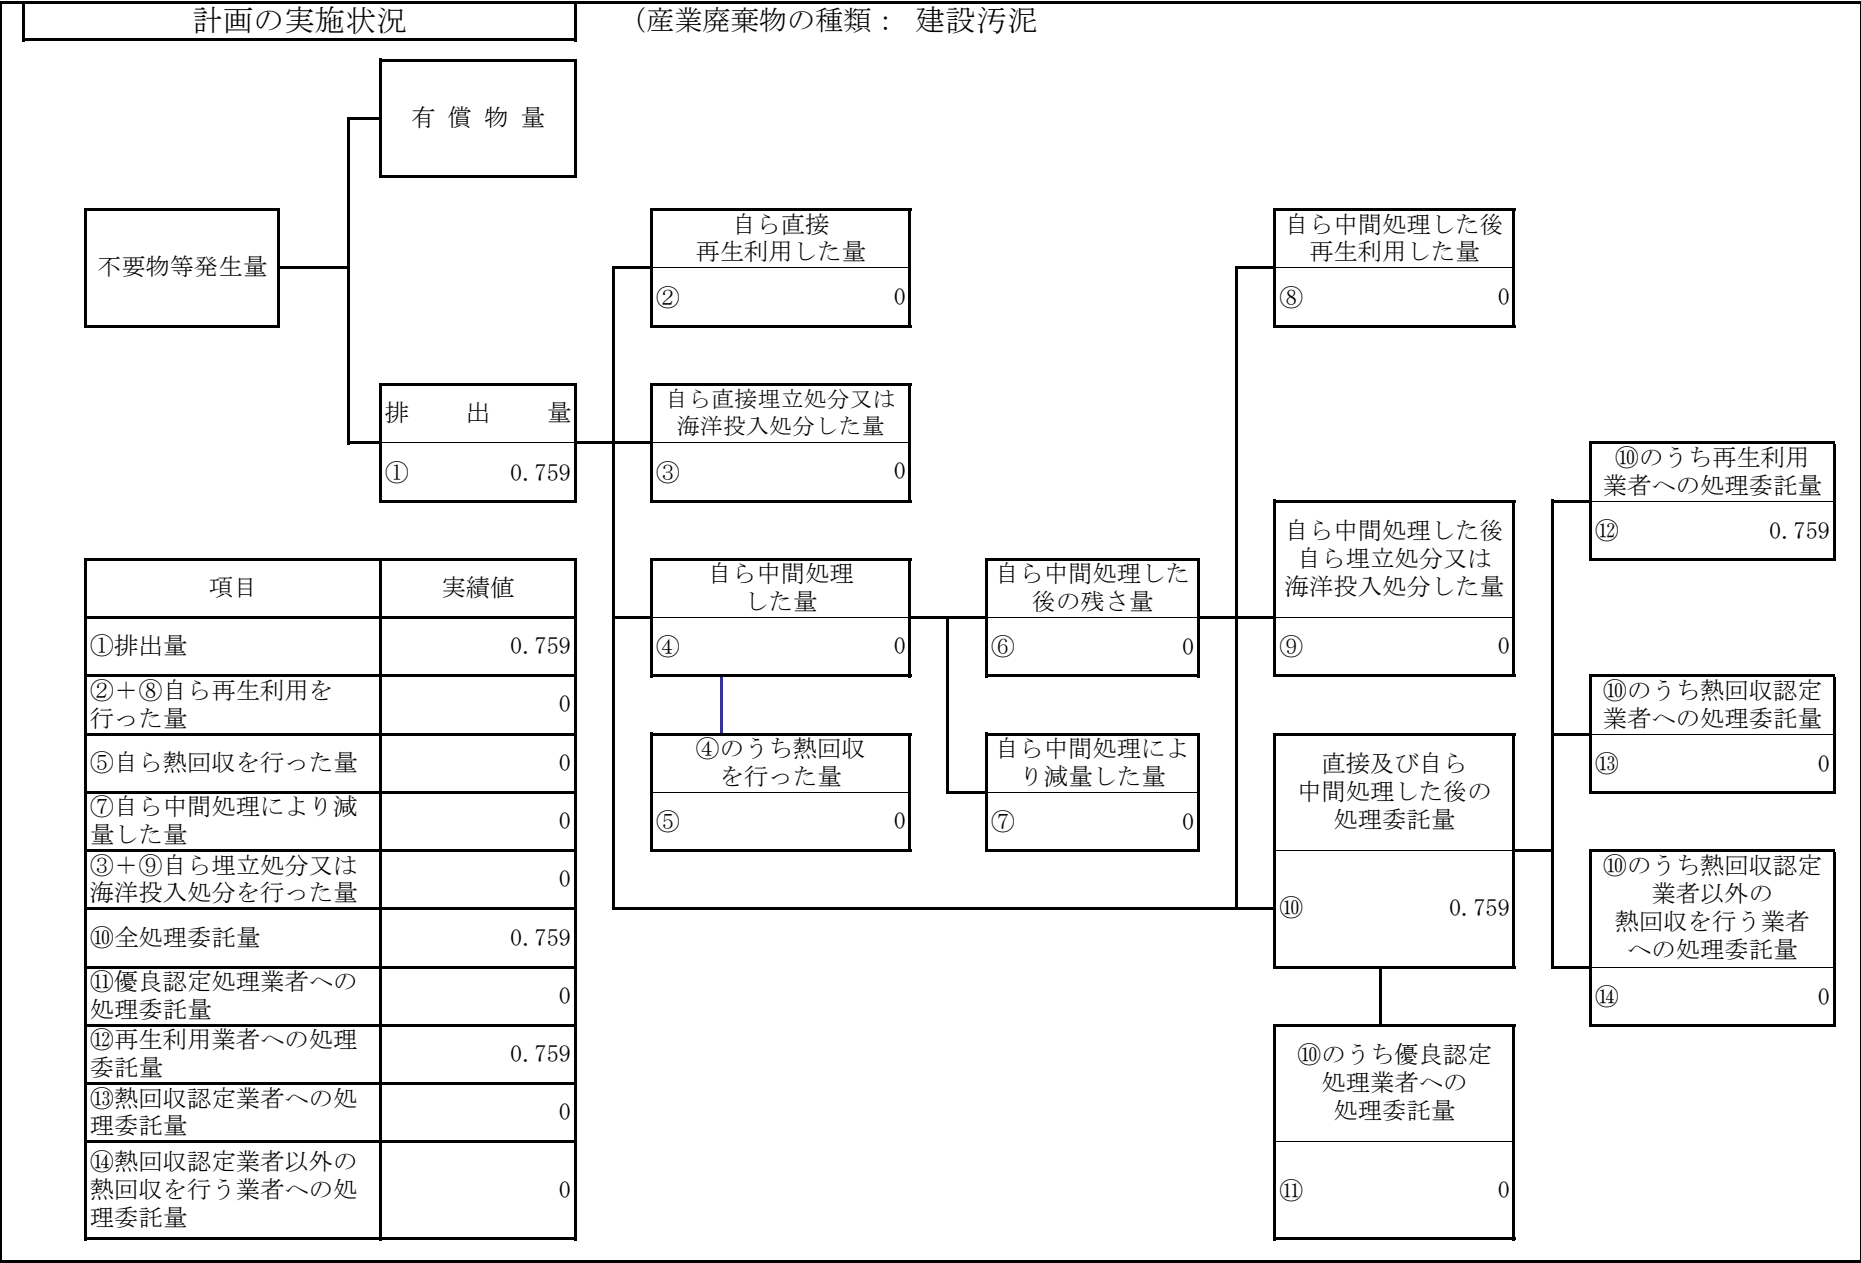 計画の実施状況
(産業廃棄物の種類： 建設汚泥
有 償 物 量
不要物等発生量
自ら直接
再生利用した量
② 0
自ら中間処理した後
再生利用した量
⑧ 0
排 出 量
① 0.759
自ら直接埋立処分又は
海洋投入処分した量
③ 0
⑩のうち再生利用
業者への処理委託量
⑫ 0.759
自ら中間処理した後
自ら埋立処分又は
海洋投入処分した量
⑨ 0
自ら中間処理
した量
④ 0
自ら中間処理した
後の残さ量
⑥ 0
⑩のうち熱回収認定
業者への処理委託量
⑬ 0
④のうち熱回収
を行った量
⑤ 0
自ら中間処理によ
り減量した量
⑦ 0
直接及び自ら
中間処理した後の
処理委託量
⑩ 0.759
⑩のうち熱回収認定
業者以外の
熱回収を行う業者
への処理委託量
⑭ 0
⑩のうち優良認定
処理業者への
処理委託量
⑪ 0
項目 実績値
①排出量 0.759
②＋⑧自ら再生利用を
行った量 0
⑤自ら熱回収を行った量 0
⑦自ら中間処理により減
量した量 0
③＋⑨自ら埋立処分又は
海洋投入処分を行った量 0
⑩全処理委託量 0.759
⑪優良認定処理業者への
処理委託量 0
⑫再生利用業者への処理
委託量 0.759
⑬熱回収認定業者への処
理委託量 0
⑭熱回収認定業者以外の
熱回収を行う業者への処
理委託量 0